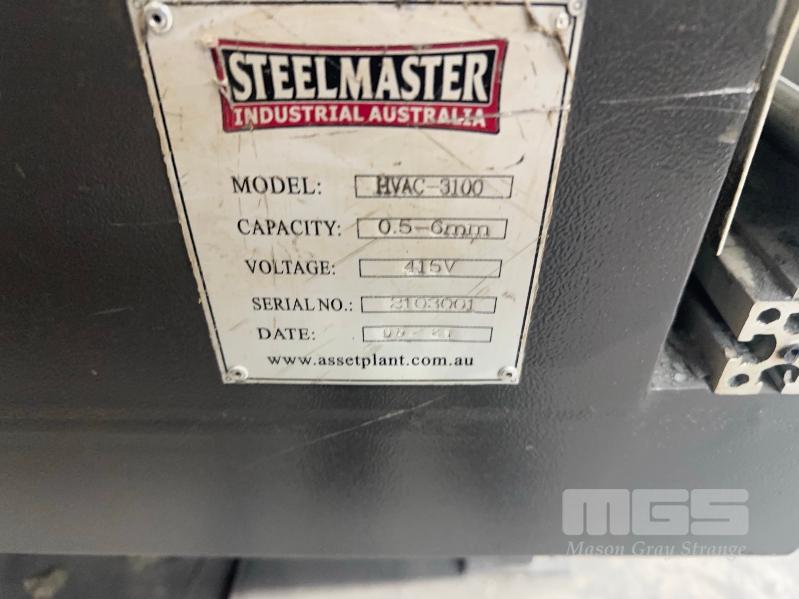 STEELMASTER
INDUSTRIAL AUSTRALIA
MODEL: HVAC-3100
CAPACITY: 0.5-6mm
VOLTAGE: 415V
SERIAL NO.: 2103001
DATE:
www.assetplant.com.au
MGS
Mason Gray Strange